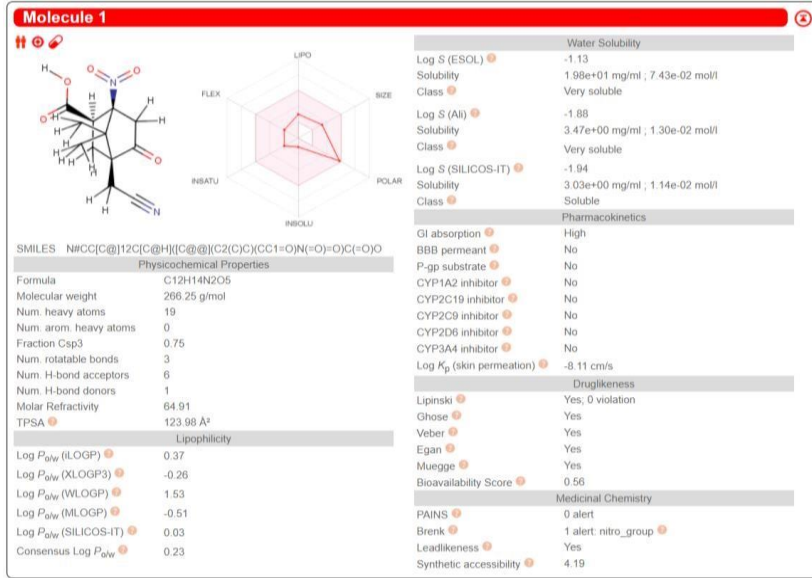 Molecule 1
LIPO
SIZE
POLAR
INSOLU
INSATU
FLEX
H
O
O
N
O
H
H
H
O
H
H
H
H
H
N
SMILES N#CC[C@]12C[C@H]([C@@](C2(C)C)(CC1=O)N(=O)=O)C(=O)O
Physicochemical Properties
Formula C12H14N2O5
Molecular weight 266.25 g/mol
Num. heavy atoms 19
Num. arom. heavy atoms 0
Fraction Csp3 0.75
Num. rotatable bonds 3
Num. H-bond acceptors 6
Num. H-bond donors 1
Molar Refractivity 64.91
TPSA 123.98 Å²
Lipophilicity
Log Po/w (iLOGP) 0.37
Log Po/w (XLOGP3) -0.26
Log Po/w (WLOGP) 1.53
Log Po/w (MLOGP) -0.51
Log Po/w (SILICOS-IT) 0.03
Consensus Log Po/w 0.23
Water Solubility
Log S (ESOL) -1.13
Solubility 1.98e+01 mg/ml ; 7.43e-02 mol/l
Class Very soluble
Log S (Ali) -1.88
Solubility 3.47e+00 mg/ml ; 1.30e-02 mol/l
Class Very soluble
Log S (SILICOS-IT) -1.94
Solubility 3.03e+00 mg/ml ; 1.14e-02 mol/l
Class Soluble
Pharmacokinetics
GI absorption High
BBB permeant No
P-gp substrate No
CYP1A2 inhibitor No
CYP2C19 inhibitor No
CYP2C9 inhibitor No
CYP2D6 inhibitor No
CYP3A4 inhibitor No
Log Kp (skin permeation) -8.11 cm/s
Druglikeness
Lipinski Yes; 0 violation
Ghose Yes
Veber Yes
Egan Yes
Muegge Yes
Bioavailability Score 0.56
Medicinal Chemistry
PAINS 0 alert
Brenk 1 alert: nitro_group
Leadlikeness Yes
Synthetic accessibility 4.19